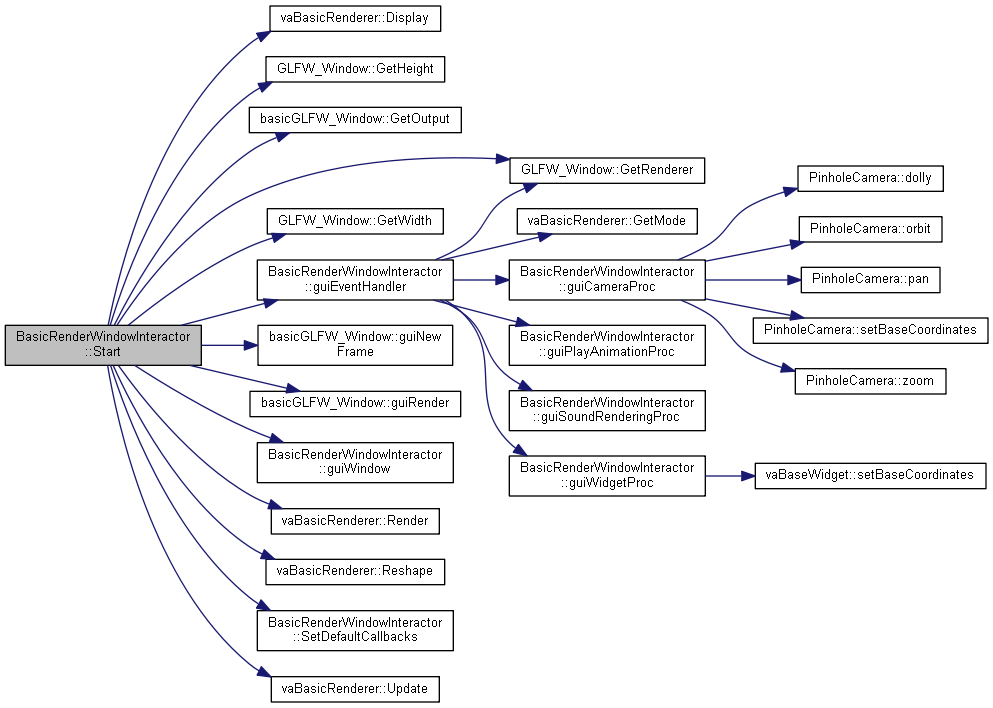 BasicRenderWindowInteractor
::Start
vaBasicRenderer::Display
GLFW_Window::GetHeight
basicGLFW_Window::GetOutput
GLFW_Window::GetRenderer
GLFW_Window::GetWidth
BasicRenderWindowInteractor
::guiEventHandler
basicGLFW_Window::guiNew
Frame
basicGLFW_Window::guiRender
BasicRenderWindowInteractor
::guiWindow
vaBasicRenderer::Render
vaBasicRenderer::Reshape
BasicRenderWindowInteractor
::SetDefaultCallbacks
vaBasicRenderer::Update
vaBasicRenderer::GetMode
BasicRenderWindowInteractor
::guiCameraProc
BasicRenderWindowInteractor
::guiPlayAnimationProc
BasicRenderWindowInteractor
::guiSoundRenderingProc
BasicRenderWindowInteractor
::guiWidgetProc
PinholeCamera::dolly
PinholeCamera::orbit
PinholeCamera::pan
PinholeCamera::setBaseCoordinates
PinholeCamera::zoom
vaBaseWidget::setBaseCoordinates